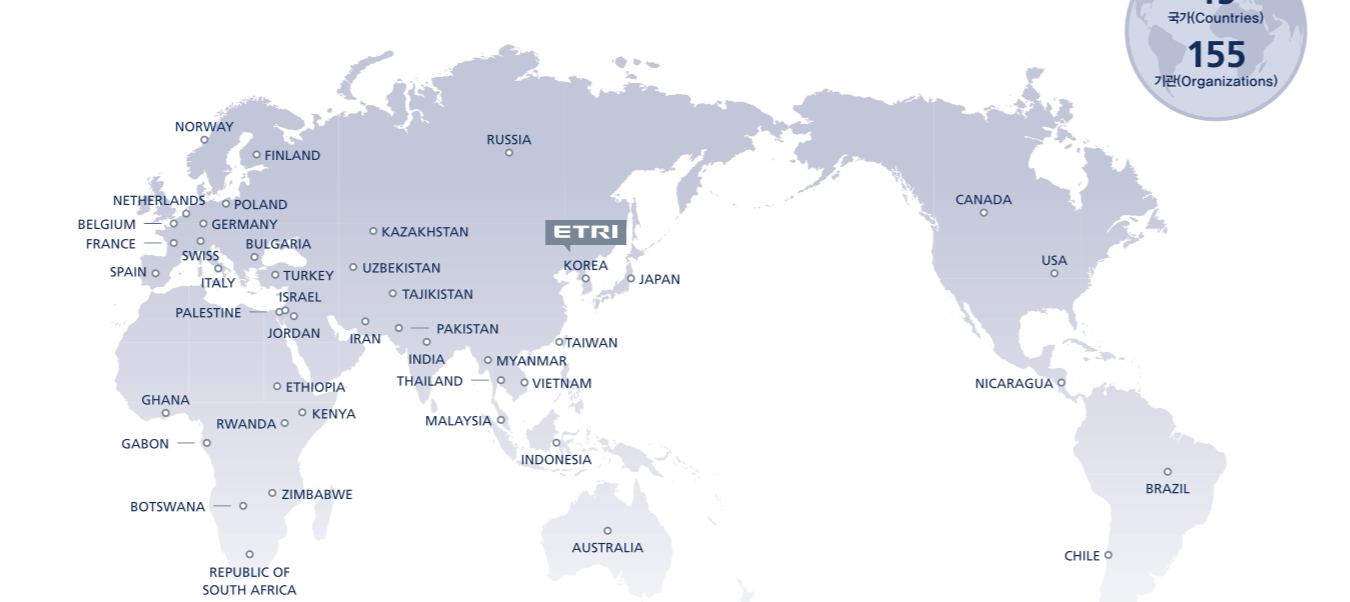 국가(Countries)
155
기관(Organizations)
NORWAY
FINLAND
RUSSIA
NETHERLANDS
POLAND
CANADA
BELGIUM
GERMANY
KAZAKHSTAN
ETRI
FRANCE
SWISS
BULGARIA
KOREA
USA
SPAIN
ITALY
TURKEY
UZBEKISTAN
JAPAN
ISRAEL
TAJIKISTAN
PALESTINE
JORDAN
IRAN
PAKISTAN
INDIA
TAIWAN
MYANMAR
THAILAND
VIETNAM
NICARAGUA
ETHIOPIA
GHANA
KENYA
RWANDA
MALAYSIA
GABON
INDONESIA
BRAZIL
ZIMBABWE
BOTSWANA
AUSTRALIA
CHILE
REPUBLIC OF
SOUTH AFRICA